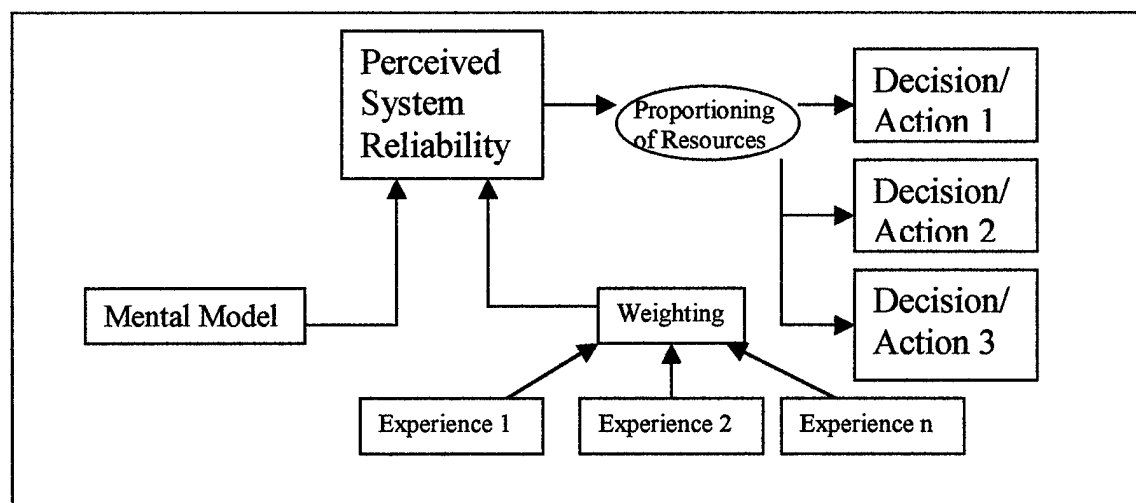 Perceived
System
Reliability
Proportioning
of Resources
Decision/
Action 1
Decision/
Action 2
Decision/
Action 3
Mental Model
Weighting
Experience 1
Experience 2
Experience n